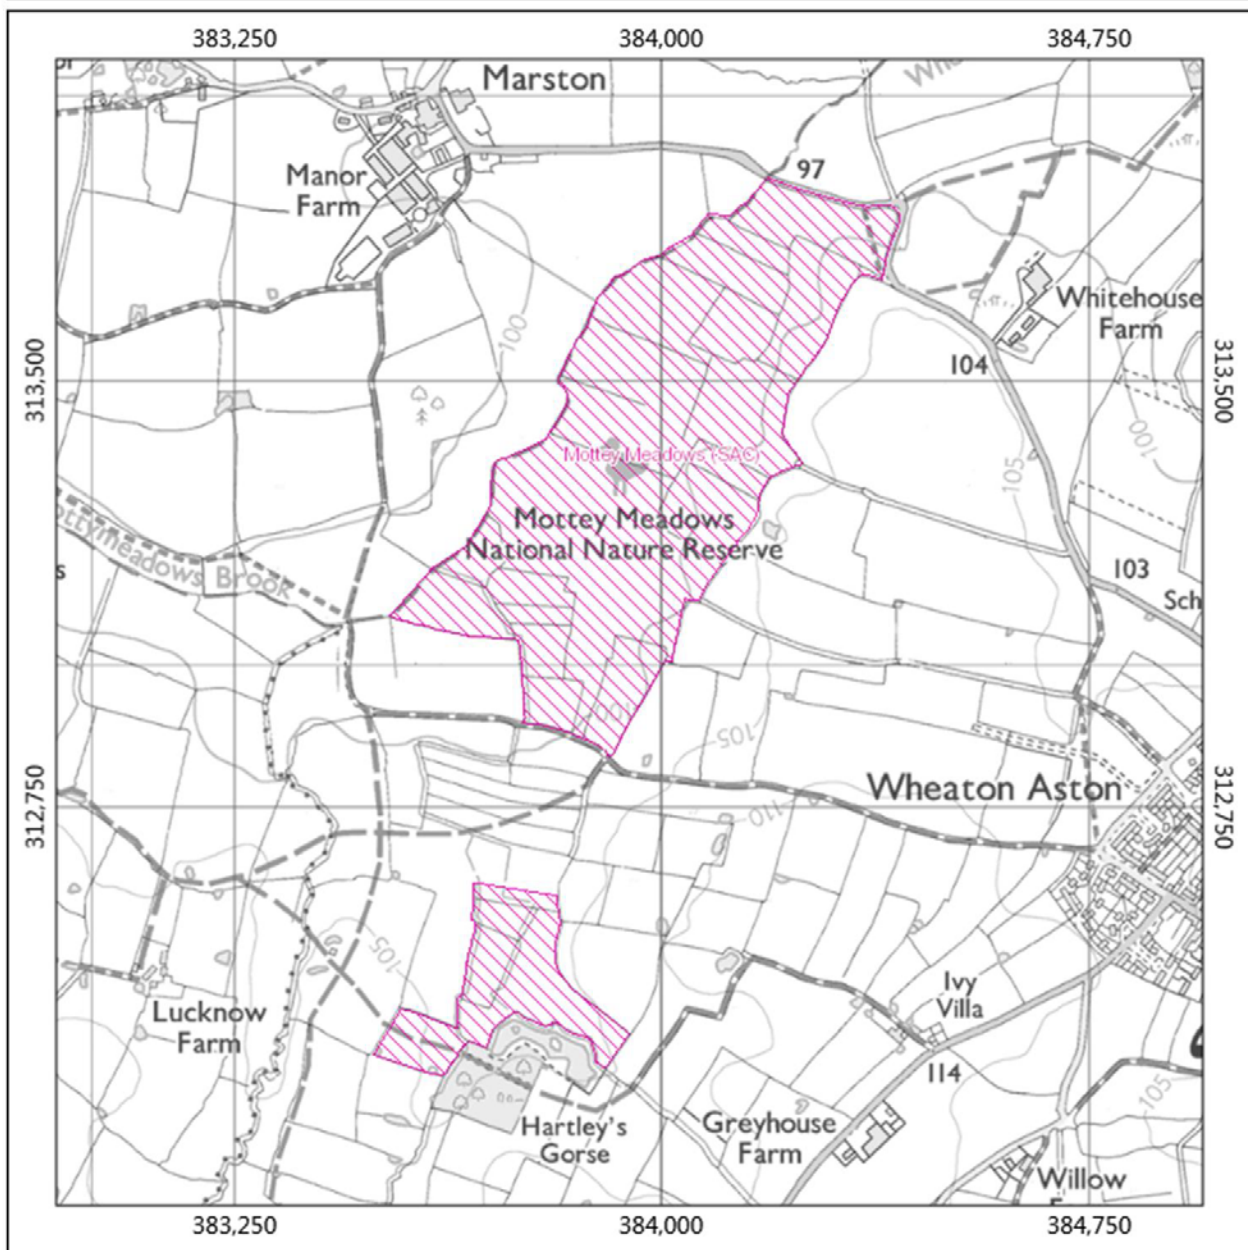 383,250
384,000
384,750
Marston
97
Manor
Farm
Whitehouse
Farm
100
104
313,500
313,500
100
105
Mottey Meadows (SAC)
Mottey Meadows
National Nature Reserve
Brook
103
Sch
105
110
Wheaton Aston
312,750
312,750
105
Lucknow
Farm
Ivy
Villa
114
Hartley's
Gorse
Greyhouse
Farm
105
Willow
383,250
384,000
384,750